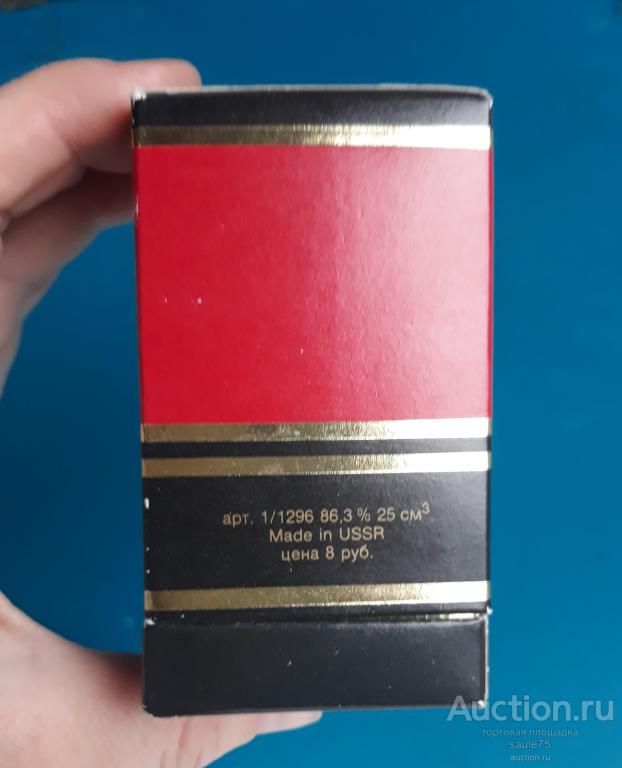 арт. 1/1296 86,3 % 25 см³
Made in USSR
цена 8 руб.
Auction.ru
торговая площадка
saule75
auction.ru